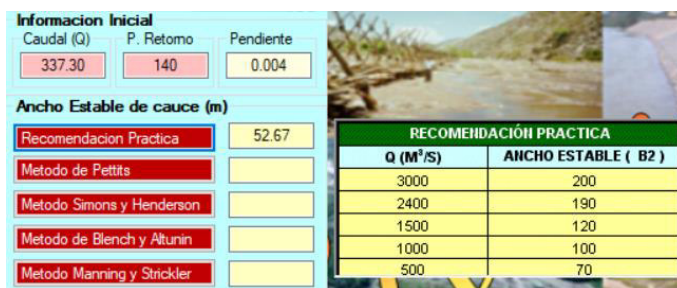 Informacion Inicial
Caudal (Q) P. Retorno Pendiente
337.30 140 0.004
Ancho Estable de cauce (m)
Recomendacion Practica 52.67
Metodo de Pettits
Metodo Simons y Henderson
Metodo de Blench y Altunin
Metodo Manning y Strickler
RECOMENDACIÓN PRACTICA
Q (M³/S) ANCHO ESTABLE ( B2 )
3000 200
2400 190
1500 120
1000 100
500 70